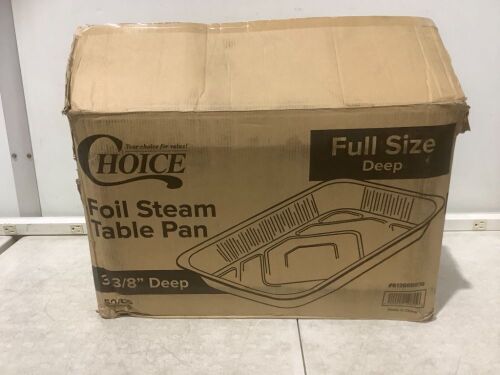 Your choice for value!
CHOICE
Full Size
Deep
Foil Steam
Table Pan
3 3/8" Deep